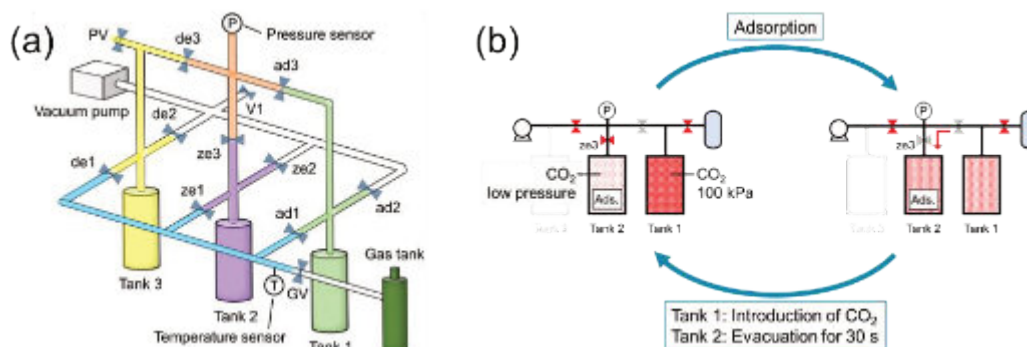 (a)
PV
de3
P
Pressure sensor
ad3
Vacuum pump
de2
V1
de1
ze3
ze2
ze1
ad1
ad2
Gas tank
Tank 3
T
GV
Tank 2
Temperature sensor
Tank 1
(b)
Adsorption
P
ze3
CO₂
low pressure
CO₂
100 kPa
Ads.
Tank 2
Tank 1
P
ze3
Ads.
Tank 2
Tank 1
Tank 1: Introduction of CO₂
Tank 2: Evacuation for 30 s